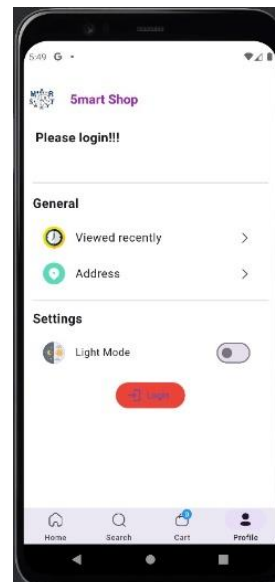 5:49 G
5mart Shop
Please login!!!
General
Viewed recently
Address
Settings
Light Mode
Login
Home Search Cart Profile